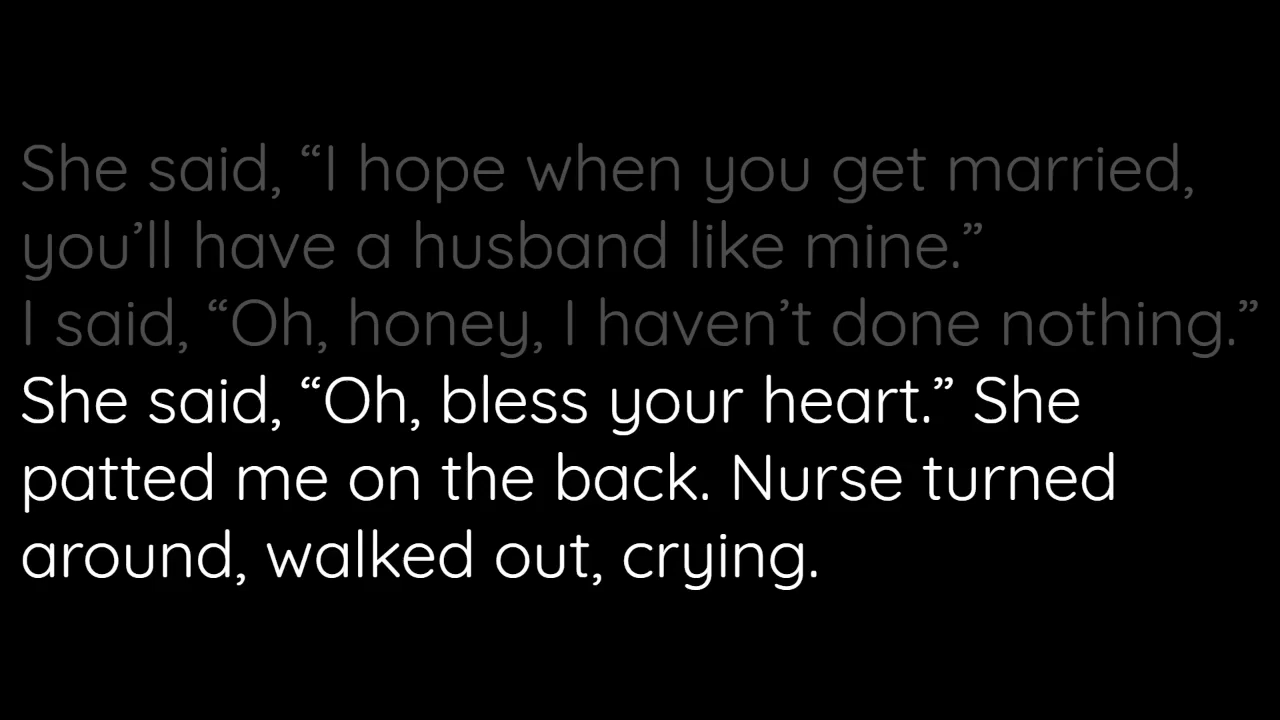 She said, “I hope when you get married,
you’ll have a husband like mine.”
I said, “Oh, honey, I haven’t done nothing.”
She said, “Oh, bless your heart.” She
patted me on the back. Nurse turned
around, walked out, crying.